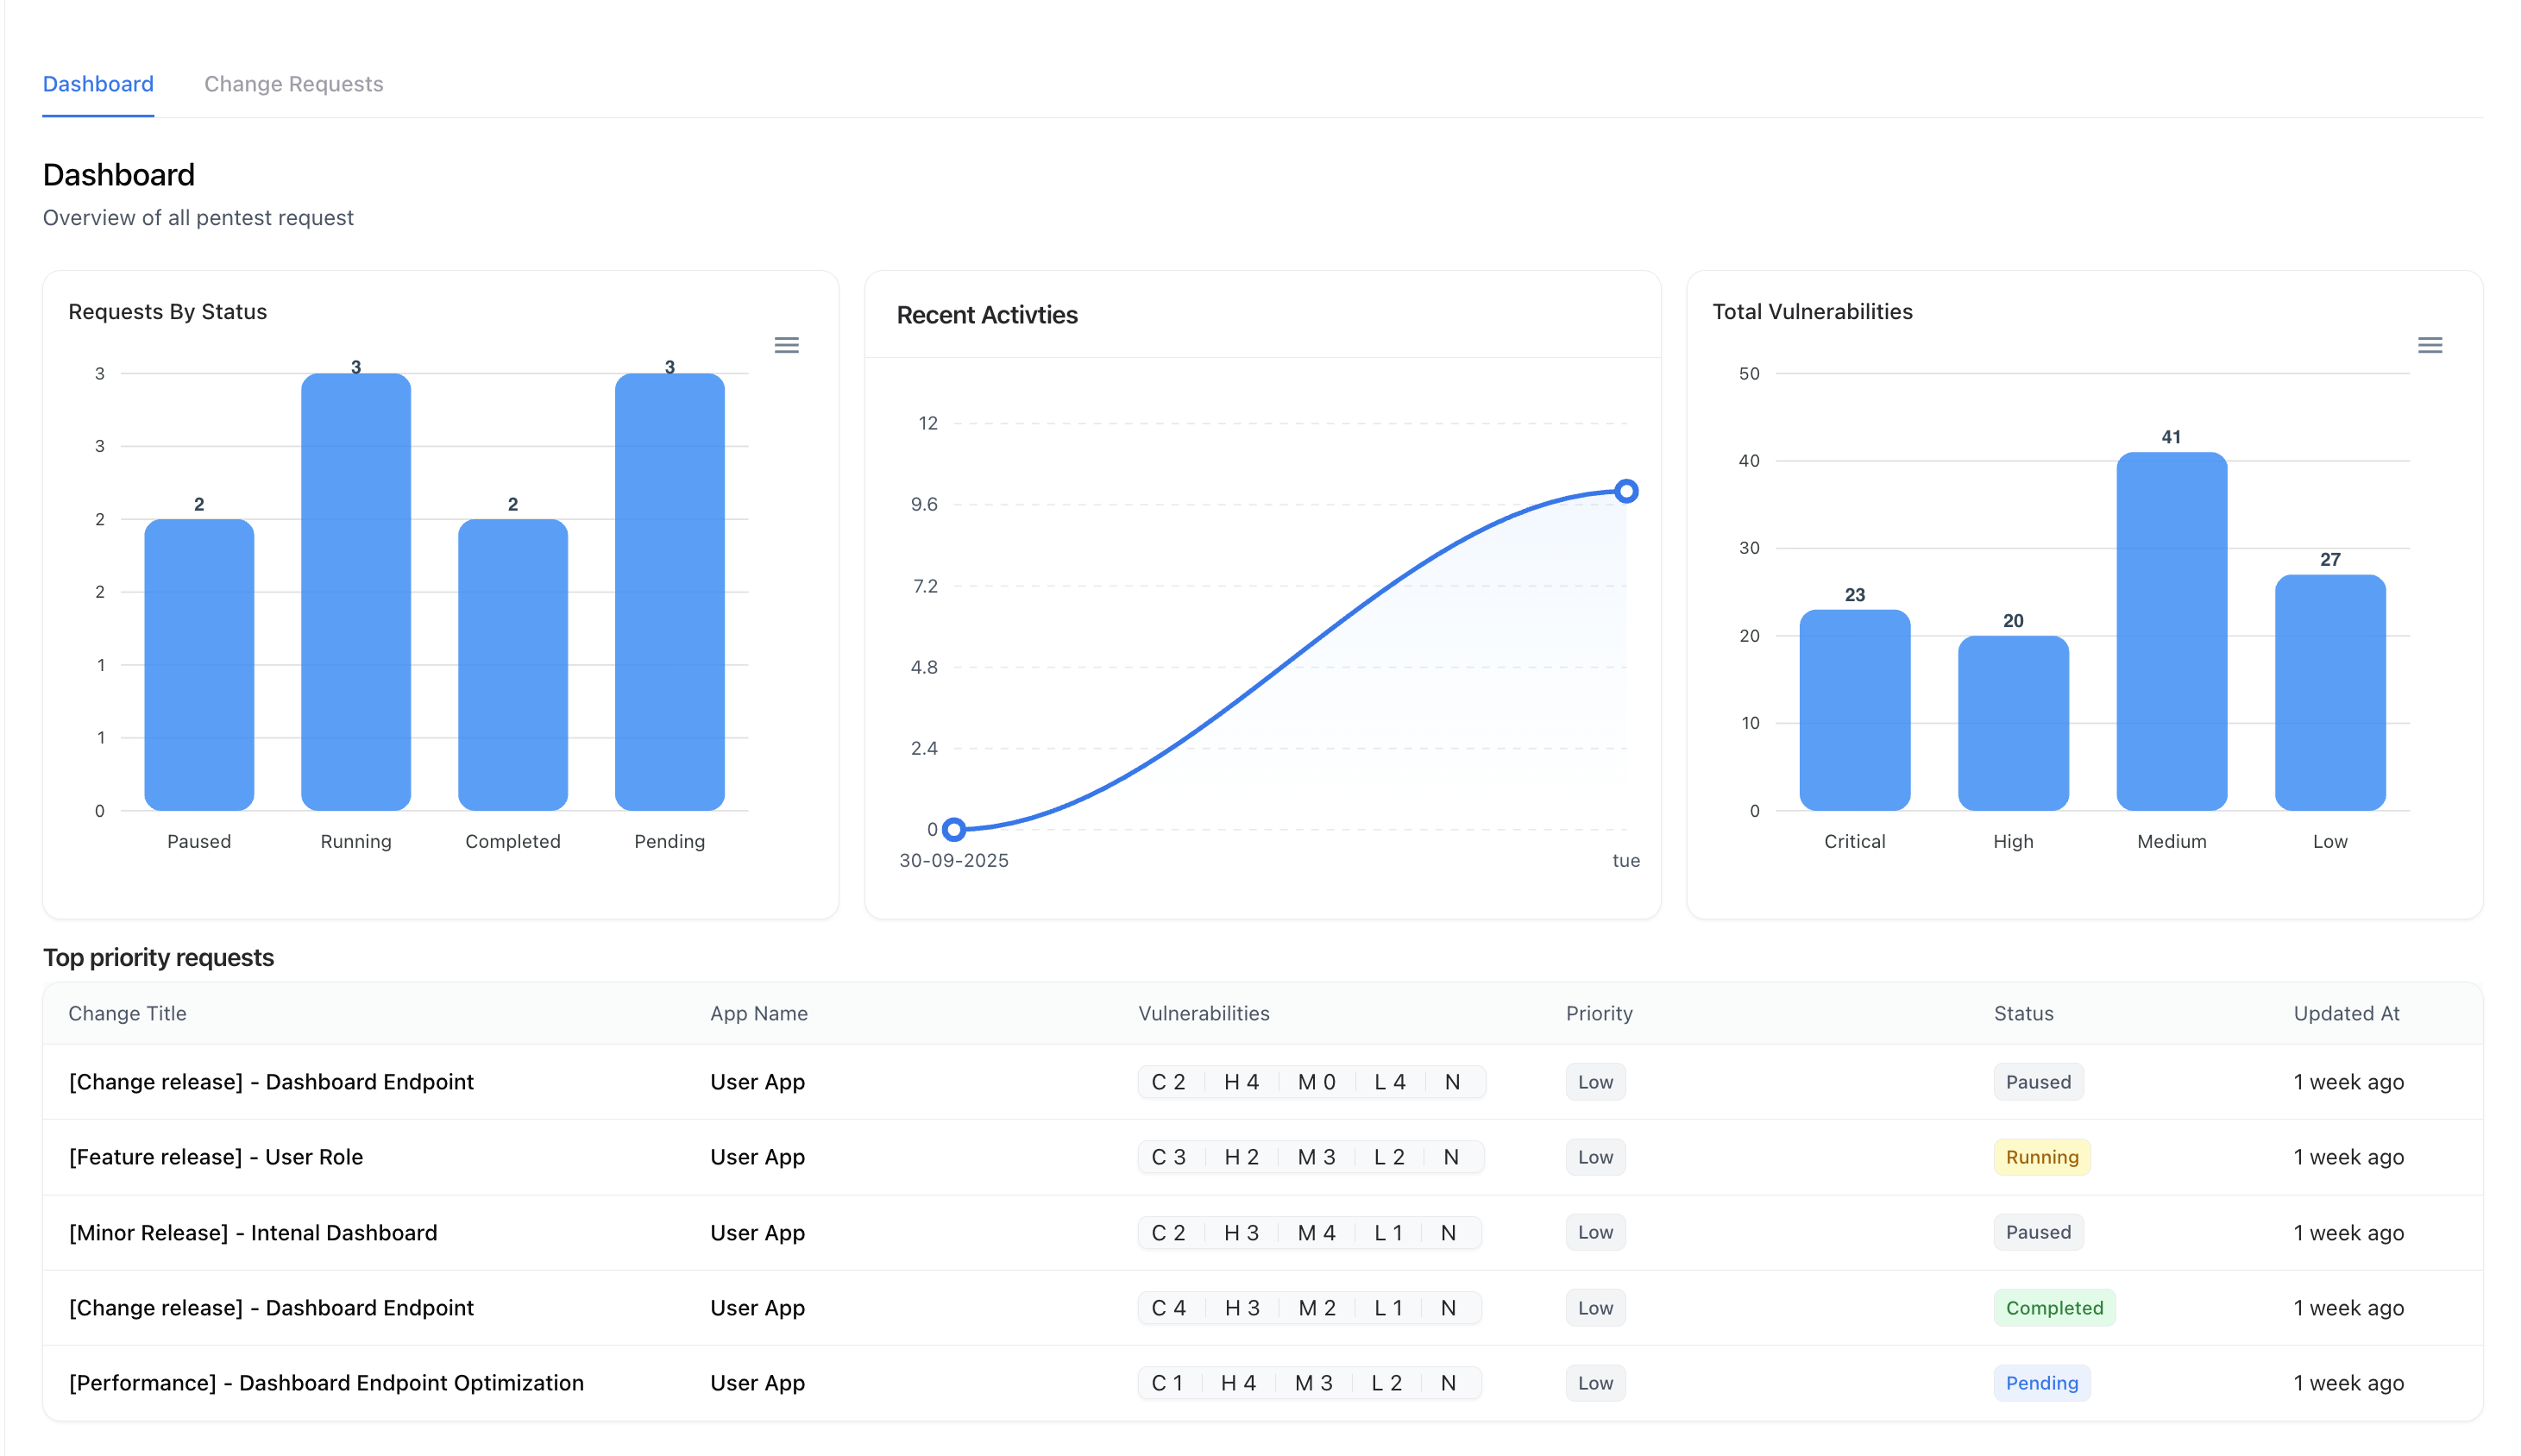 Dashboard Change Requests
Dashboard
Overview of all pentest request
Requests By Status
3
3
2
2
1
1
0
2
3
2
3
Paused Running Completed Pending
Recent Activties
12
9.6
7.2
4.8
2.4
0
30-09-2025 tue
Total Vulnerabilities
50
40
30
20
10
0
23
20
41
27
Critical High Medium Low
Top priority requests
Change Title App Name Vulnerabilities Priority Status Updated At
[Change release] - Dashboard Endpoint User App C 2 H 4 M 0 L 4 N Low Paused 1 week ago
[Feature release] - User Role User App C 3 H 2 M 3 L 2 N Low Running 1 week ago
[Minor Release] - Intenal Dashboard User App C 2 H 3 M 4 L 1 N Low Paused 1 week ago
[Change release] - Dashboard Endpoint User App C 4 H 3 M 2 L 1 N Low Completed 1 week ago
[Performance] - Dashboard Endpoint Optimization User App C 1 H 4 M 3 L 2 N Low Pending 1 week ago